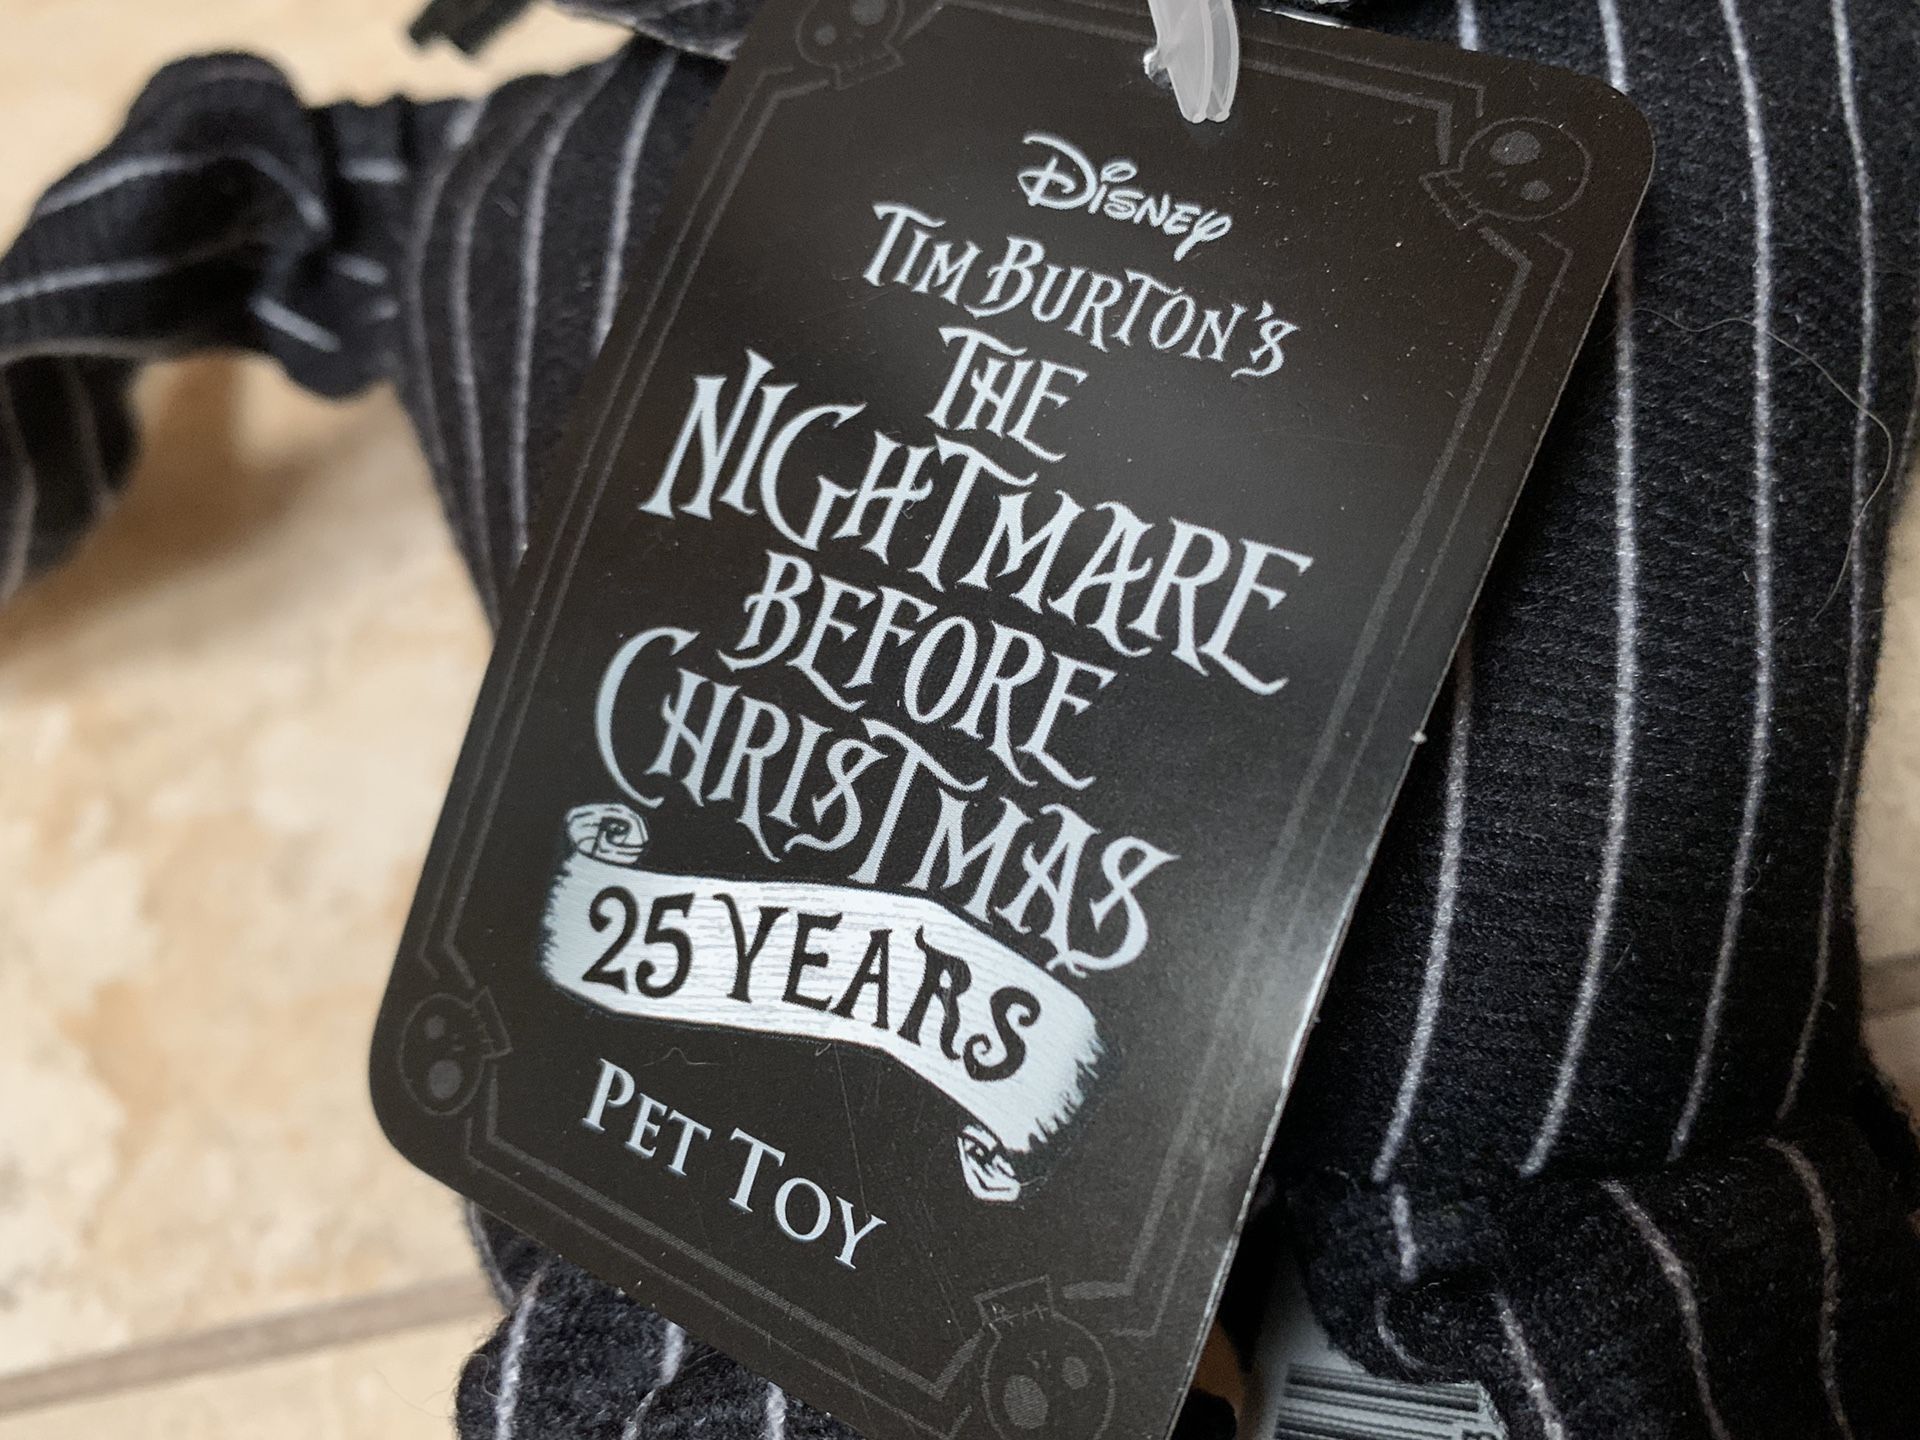 Disney
Tim Burton's
The
Nightmare
Before
Christmas
25 Years
Pet Toy